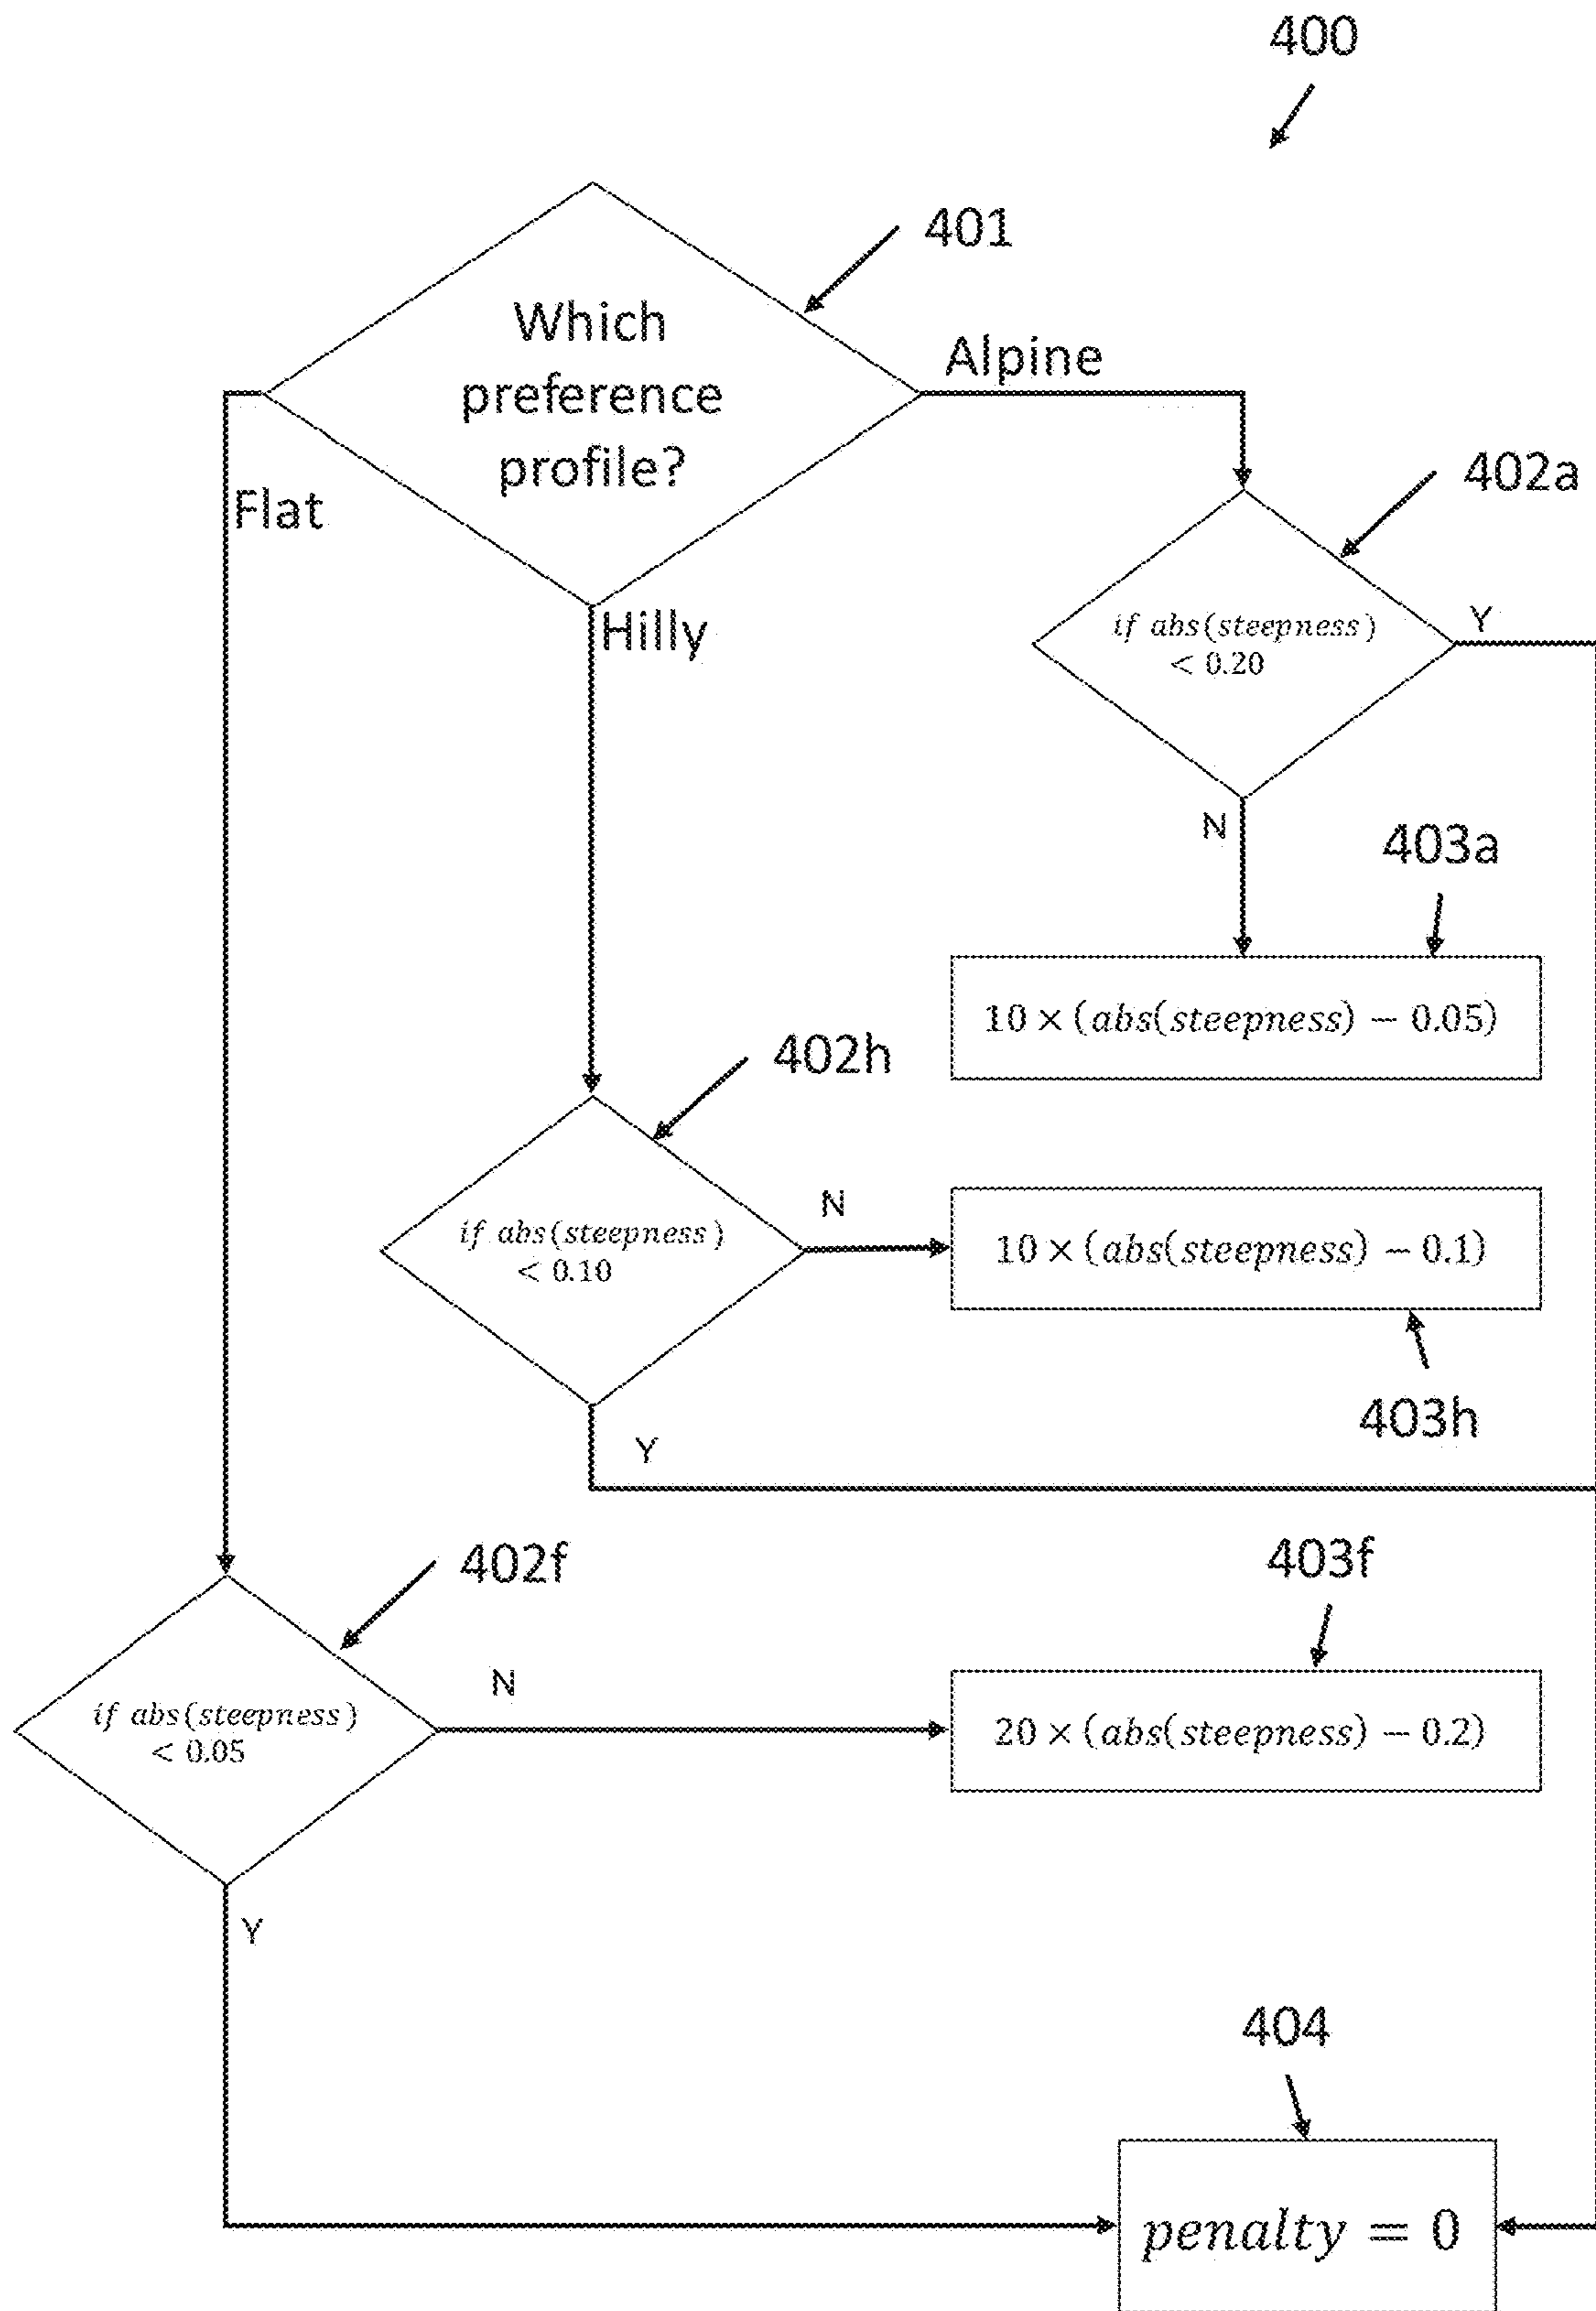 400
401
Which
preference
profile?
Alpine
Flat
402a
Hilly
if abs(steepness)
< 0.20
Y
N
403a
10 × (abs(steepness) − 0.05)
402h
N
if abs(steepness)
< 0.10
10 × (abs(steepness) − 0.1)
403h
Y
402f
403f
N
if abs(steepness)
< 0.05
20 × (abs(steepness) − 0.2)
Y
404
penalty = 0